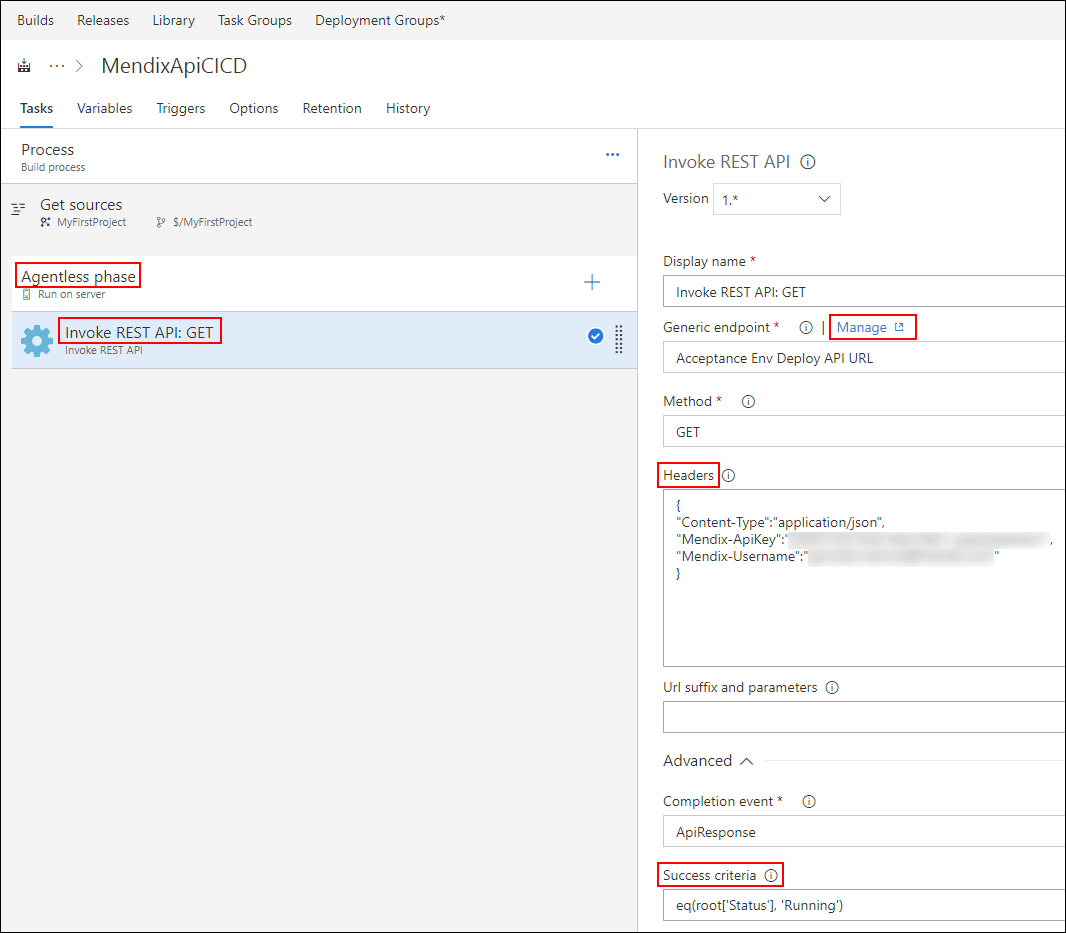 Builds Releases Library Task Groups Deployment Groups*
··· > MendixApiCICD
Tasks Variables Triggers Options Retention History
Process
Build process
···
Get sources
MyFirstProject $/MyFirstProject
Agentless phase
Run on server
Invoke REST API: GET
Invoke REST API
Invoke REST API
Version 1.*
Display name *
Invoke REST API: GET
Generic endpoint * | Manage
Acceptance Env Deploy API URL
Method *
GET
Headers
{
"Content-Type":"application/json",
"Mendix-ApiKey":" ,
"Mendix-Username":" "
}
Url suffix and parameters
Advanced
Completion event *
ApiResponse
Success criteria
eq(root['Status'], 'Running')